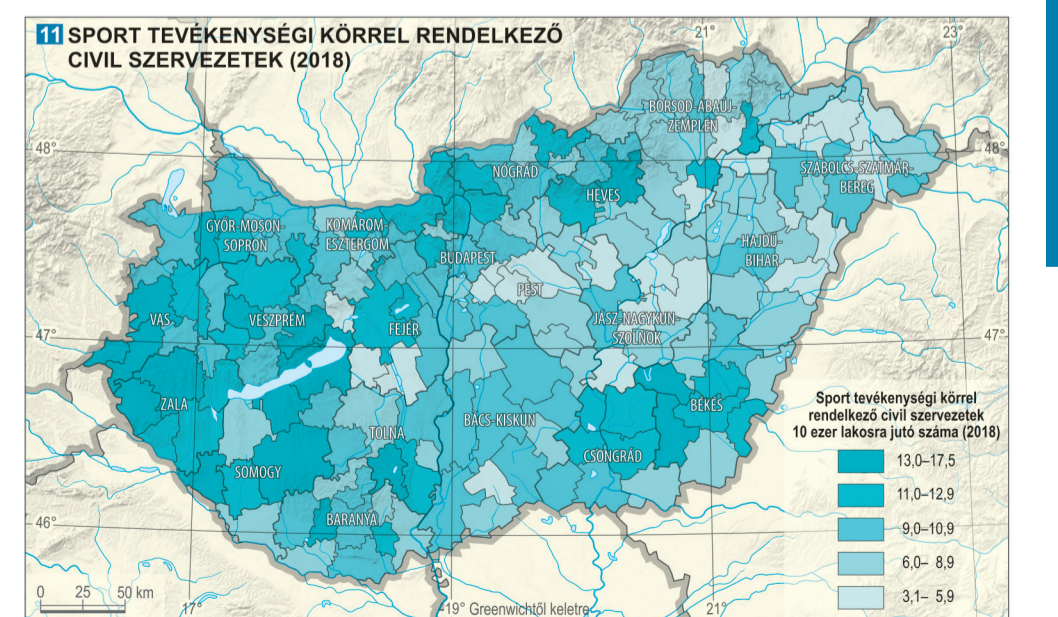 11 SPORT TEVÉKENYSÉGI KÖRREL RENDELKEZŐ
CIVIL SZERVEZETEK (2018)
21°
23°
48°
48°
BORSOD-ABAÚJ-
ZEMPLÉN
NÓGRÁD
HEVES
SZABOLCS-SZATMÁR-
BEREG
GYŐR-MOSON-
SOPRON
KOMÁROM-
ESZTERGOM
BUDAPEST
HAJDÚ-
BIHAR
PEST
VAS
VESZPRÉM
FEJÉR
JÁSZ-NAGYKUN-
SZOLNOK
47°
47°
ZALA
TOLNA
BÁCS-KISKUN
BÉKÉS
CSONGRÁD
SOMOGY
BARANYA
46°
Sport tevékenységi körrel
rendelkező civil szervezetek
10 ezer lakosra jutó száma (2018)
13,0–17,5
11,0–12,9
9,0–10,9
6,0– 8,9
3,1– 5,9
0 25 50 km
17°
19° Greenwichtől keletre
21°